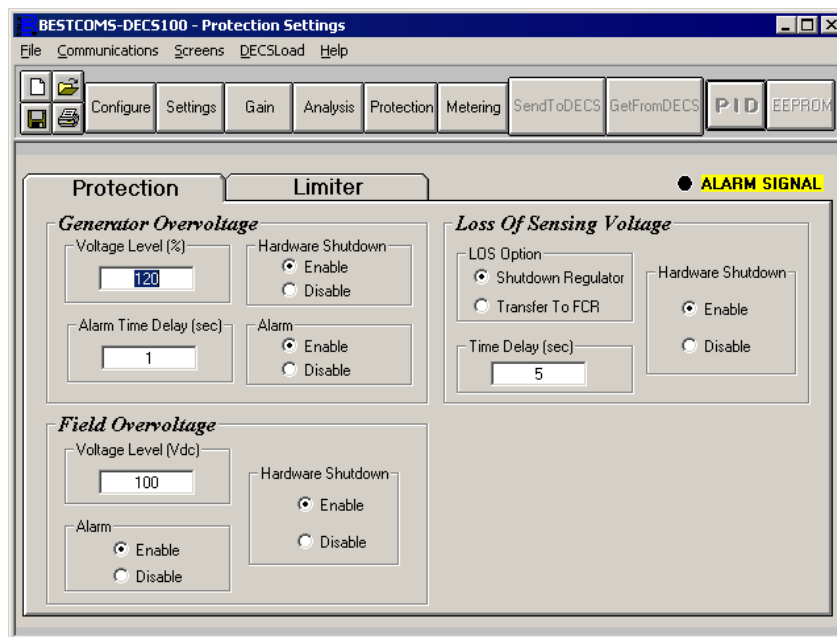 BESTCOMS-DECS100 - Protection Settings
File Communications Screens DECSLoad Help
Configure Settings Gain Analysis Protection Metering SendToDECS GetFromDECS PID EEPROM
Protection Limiter ALARM SIGNAL
Generator Overvoltage
Voltage Level (%)
120
Hardware Shutdown
Enable
Disable
Alarm Time Delay (sec)
1
Alarm
Enable
Disable
Loss Of Sensing Voltage
LOS Option
Shutdown Regulator
Transfer To FCR
Time Delay (sec)
5
Hardware Shutdown
Enable
Disable
Field Overvoltage
Voltage Level (Vdc)
100
Alarm
Enable
Disable
Hardware Shutdown
Enable
Disable